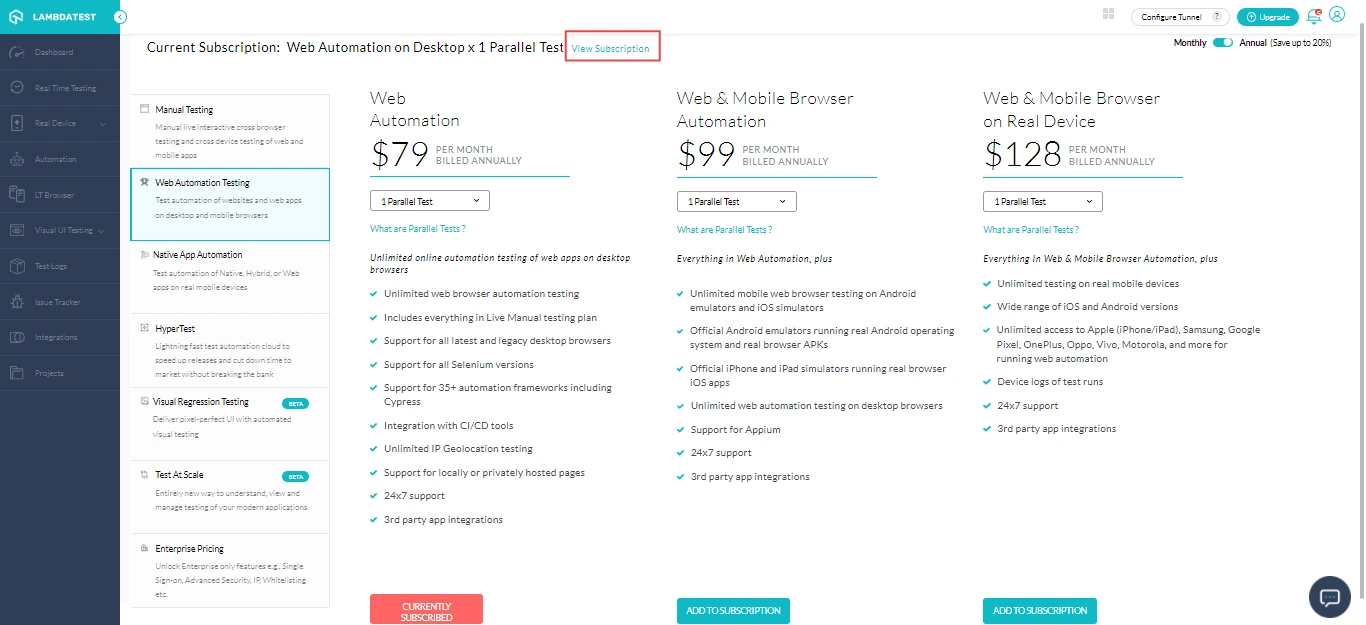 LAMBDATEST
Configure Tunnel ?
Upgrade
Dashboard
Real Time Testing
Real Device
Automation
LT Browser
Visual UI Testing
Test Logs
Issue Tracker
Integrations
Projects
Current Subscription: Web Automation on Desktop x 1 Parallel Test View Subscription
Monthly Annual (Save up to 20%)
Manual Testing
Manual live interactive cross browser
testing and cross device testing of web and
mobile apps
Web Automation Testing
Test automation of websites and web apps
on desktop and mobile browsers
Native App Automation
Test automation of Native, Hybrid, or Web
apps on real mobile devices
HyperTest
Lightning fast test automation cloud to
speed up releases and cut down time to
market without breaking the bank
Visual Regression Testing BETA
Deliver pixel-perfect UI with automated
visual testing
Test At Scale BETA
Entirely new way to understand, view and
manage testing of your modern applications
Enterprise Pricing
Unlock Enterprise only features e.g., Single
Sign-on, Advanced Security, IP, Whitelisting
etc.
Web
Automation
$79 PER MONTH
BILLED ANNUALLY
1 Parallel Test
What are Parallel Tests ?
Unlimited online automation testing of web apps on desktop
browsers
Unlimited web browser automation testing
Includes everything in Live Manual testing plan
Support for all latest and legacy desktop browsers
Support for all Selenium versions
Support for 35+ automation frameworks including
Cypress
Integration with CI/CD tools
Unlimited IP Geolocation testing
Support for locally or privately hosted pages
24x7 support
3rd party app integrations
CURRENTLY
SUBSCRIBED
Web & Mobile Browser
Automation
$99 PER MONTH
BILLED ANNUALLY
1 Parallel Test
What are Parallel Tests ?
Everything in Web Automation, plus
Unlimited mobile web browser testing on Android
emulators and iOS simulators
Official Android emulators running real Android operating
system and real browser APKs
Official iPhone and iPad simulators running real browser
iOS apps
Unlimited web automation testing on desktop browsers
Support for Appium
24x7 support
3rd party app integrations
ADD TO SUBSCRIPTION
Web & Mobile Browser
on Real Device
$128 PER MONTH
BILLED ANNUALLY
1 Parallel Test
What are Parallel Tests ?
Everything In Web & Mobile Browser Automation, plus
Unlimited testing on real mobile devices
Wide range of iOS and Android versions
Unlimited access to Apple (iPhone/iPad), Samsung, Google
Pixel, OnePlus, Oppo, Vivo, Motorola, and more for
running web automation
Device logs of test runs
24x7 support
3rd party app integrations
ADD TO SUBSCRIPTION